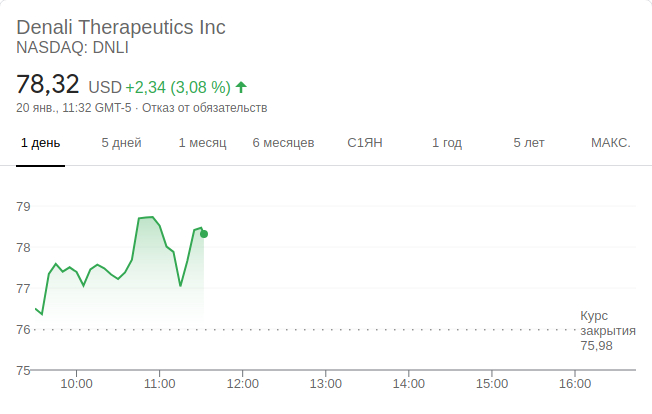 Denali Therapeutics Inc
NASDAQ: DNLI
78,32 USD +2,34 (3,08 %)
20 янв., 11:32 GMT-5 · Отказ от обязательств
1 день 5 дней 1 месяц 6 месяцев С1ЯН 1 год 5 лет МАКС.
79
78
77
Курс
76 закрытия
75,98
75
10:00 11:00 12:00 13:00 14:00 15:00 16:00